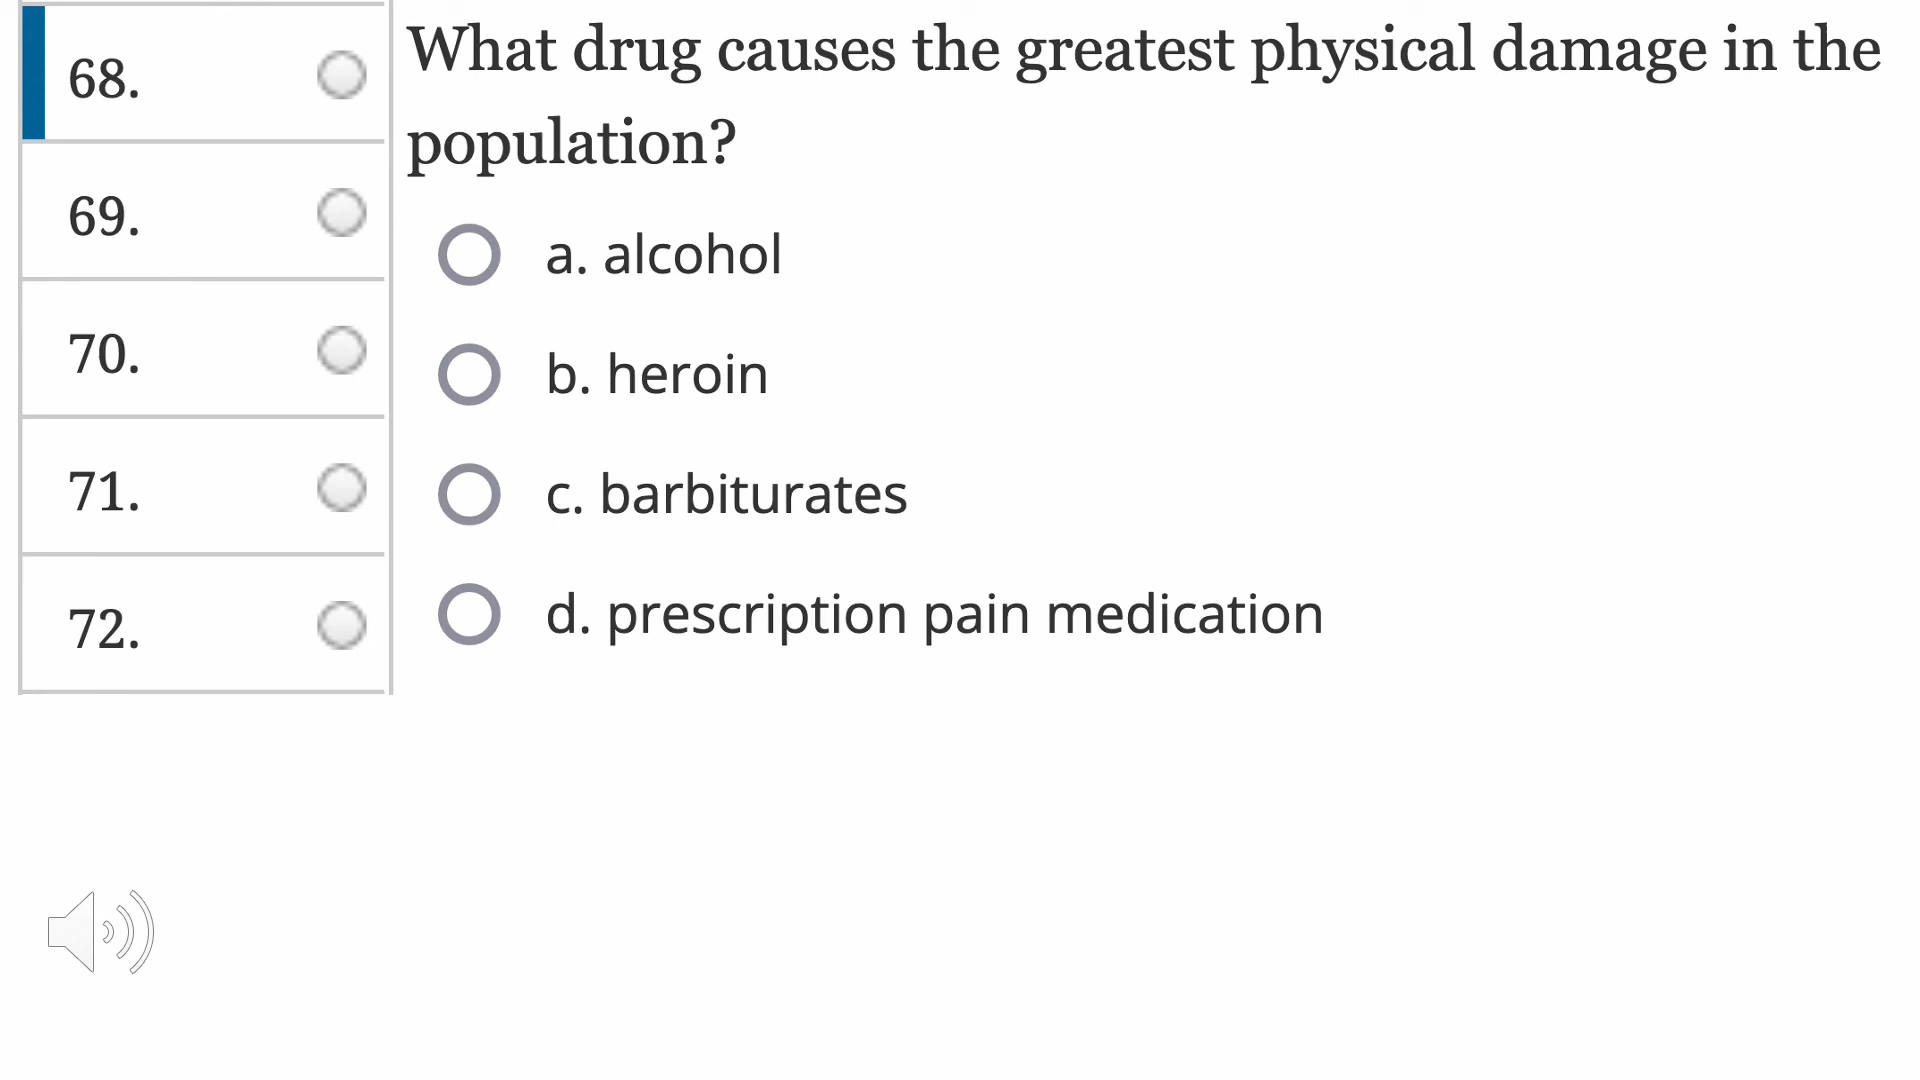 68.
69.
70.
71.
72.
What drug causes the greatest physical damage in the
population?
a. alcohol
b. heroin
c. barbiturates
d. prescription pain medication